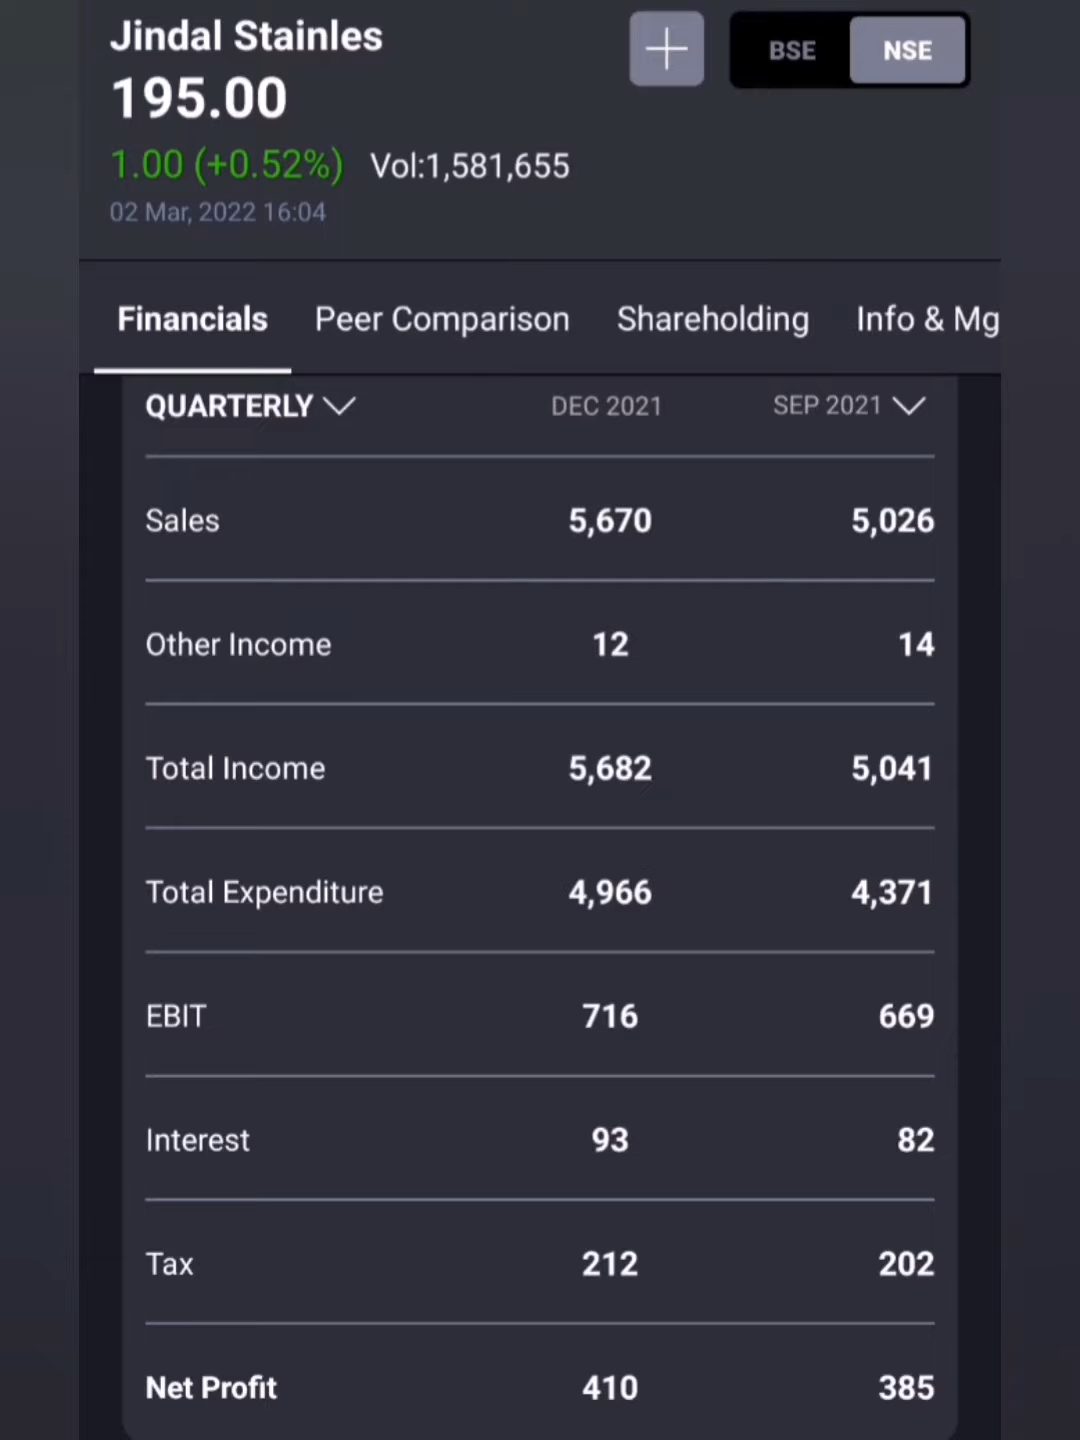 Jindal Stainles
BSE NSE
195.00
1.00 (+0.52%) Vol:1,581,655
02 Mar, 2022 16:04
Financials Peer Comparison Shareholding Info & Mg
QUARTERLY DEC 2021 SEP 2021
Sales 5,670 5,026
Other Income 12 14
Total Income 5,682 5,041
Total Expenditure 4,966 4,371
EBIT 716 669
Interest 93 82
Tax 212 202
Net Profit 410 385